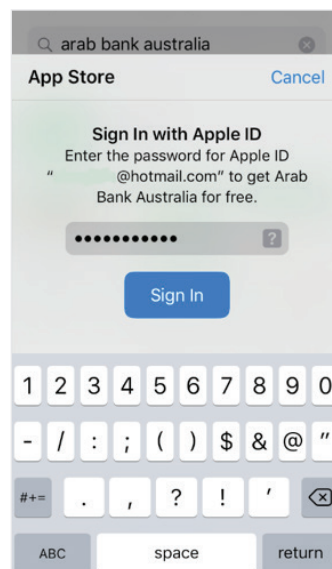 arab bank australia
App Store Cancel
Sign In with Apple ID
Enter the password for Apple ID
“ @hotmail.com” to get Arab
Bank Australia for free.
•••••••••••
?
Sign In
1 2 3 4 5 6 7 8 9 0
- / : ; ( ) $ & @ "
#+= . , ? ! ’
ABC space return